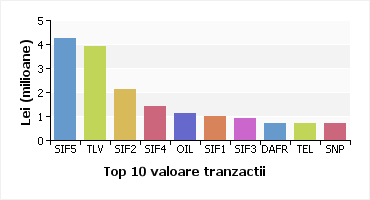 Lei (milioane)
5
4
3
2
1
0
SIF5 TLV SIF2 SIF4 OIL SIF1 SIF3 DAFR TEL SNP
Top 10 valoare tranzactii